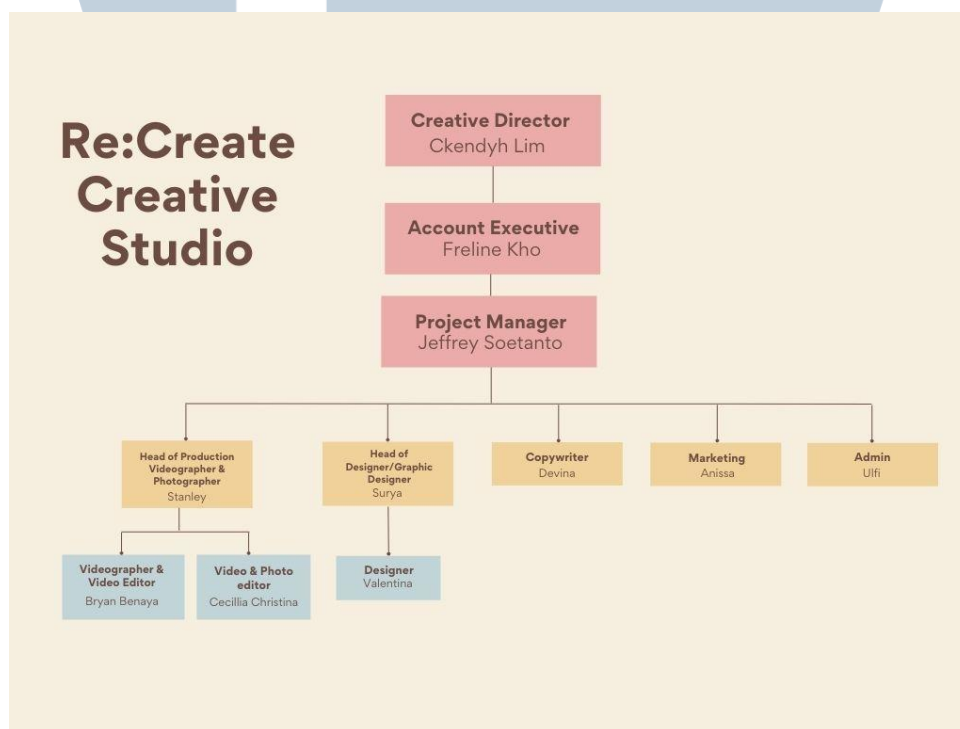 Re:Create
Creative
Studio
Creative Director
Ckendyh Lim
Account Executive
Freline Kho
Project Manager
Jeffrey Soetanto
Head of Production
Videographer &
Photographer
Stanley
Head of
Designer/Graphic
Designer
Surya
Copywriter
Devina
Marketing
Anissa
Admin
Ulfi
Videographer &
Video Editor
Bryan Benaya
Video & Photo
editor
Cecillia Christina
Designer
Valentina